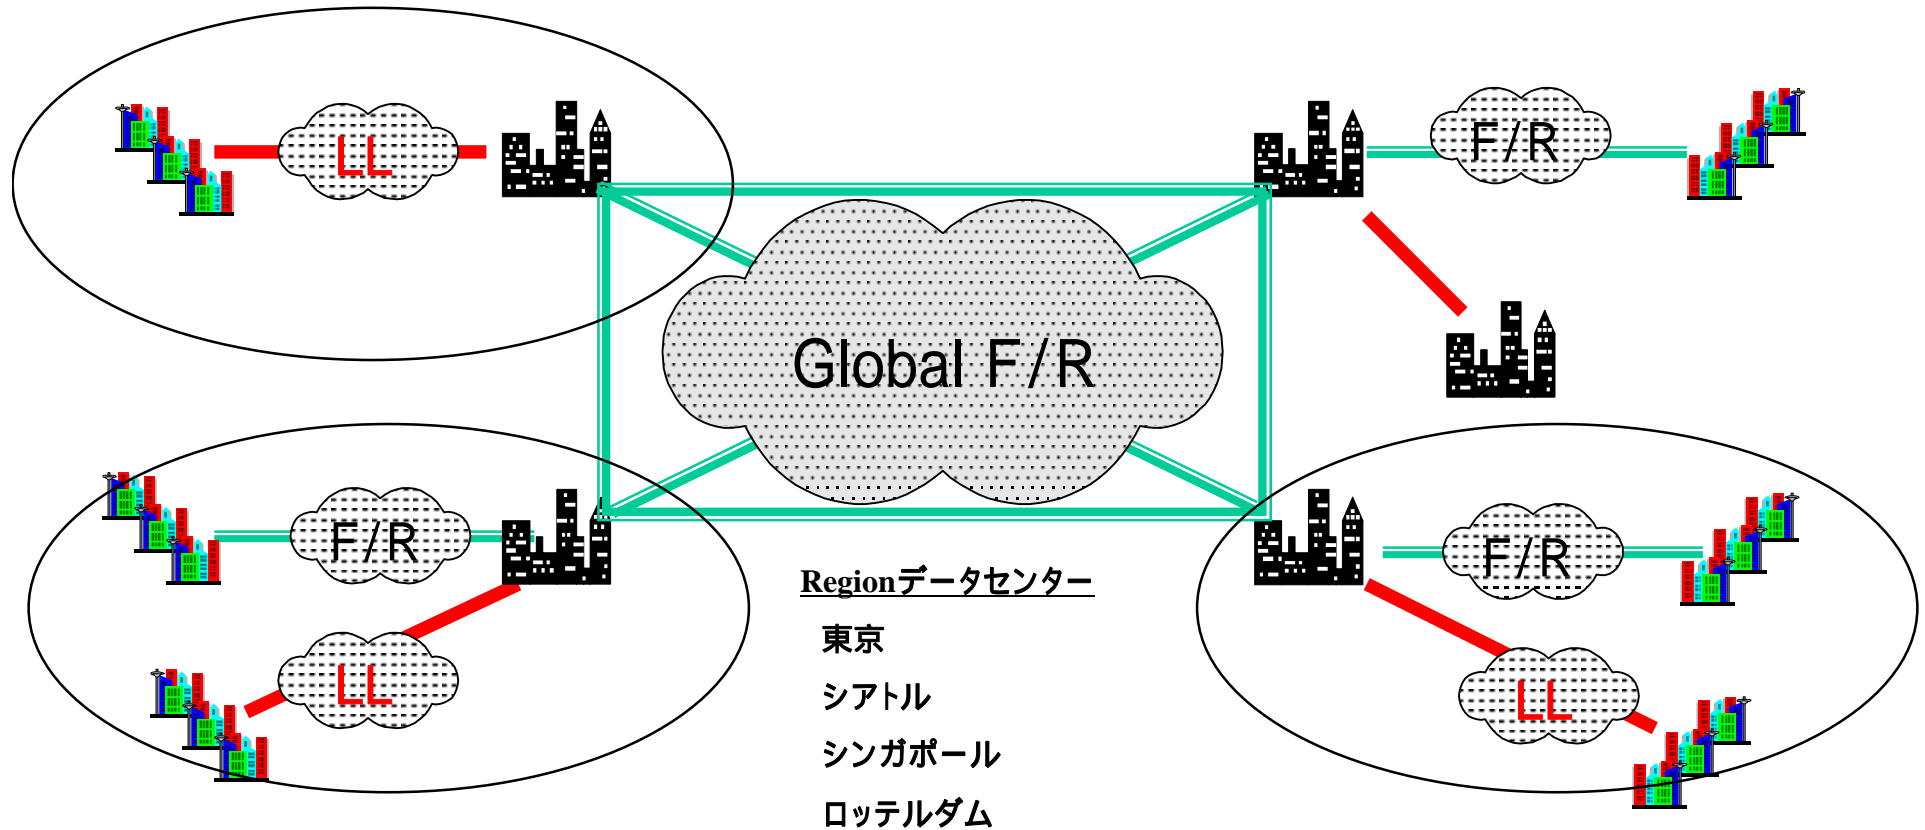 LL
F/R
Global F/R
F/R
F/R
LL
LL
Regionデータセンター
東京
シアトル
シンガポール
ロッテルダム